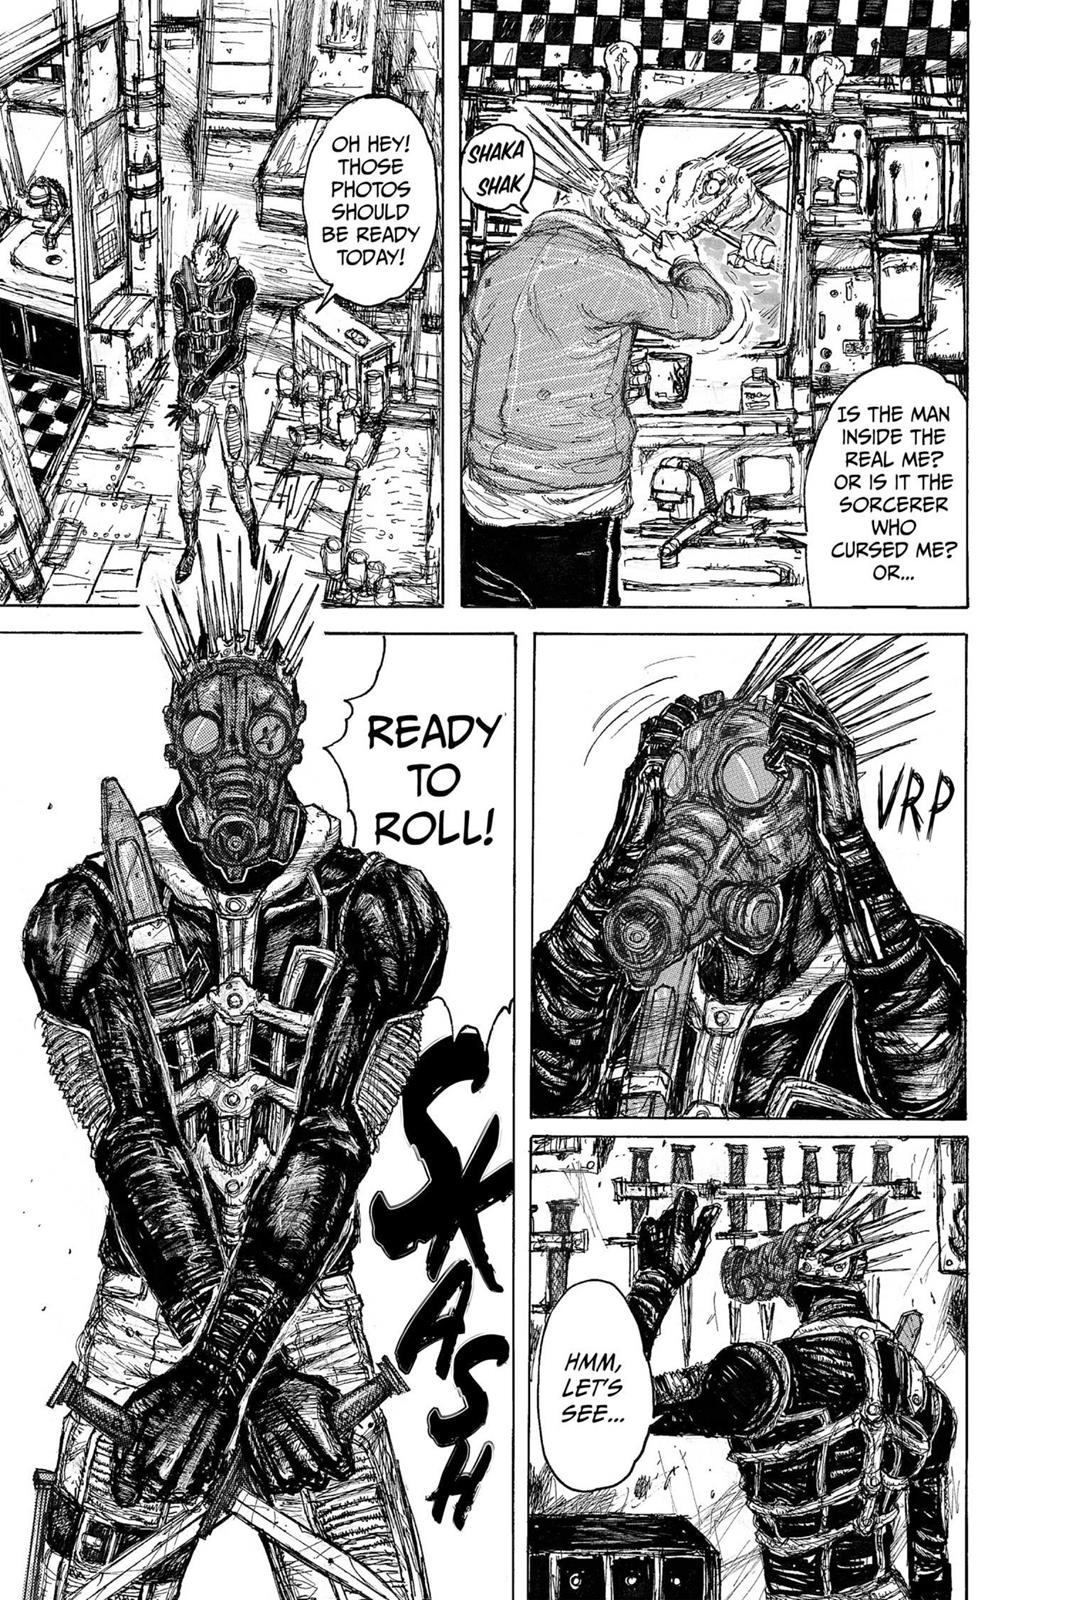 SHAKA
SHAK
IS THE MAN
INSIDE THE
REAL ME?
OR IS IT THE
SORCERER
WHO
CURSED ME?
OR...
OH HEY!
THOSE
PHOTOS
SHOULD
BE READY
TODAY!
VRP
HMM,
LET'S
SEE...
READY
TO
ROLL!
SKASH